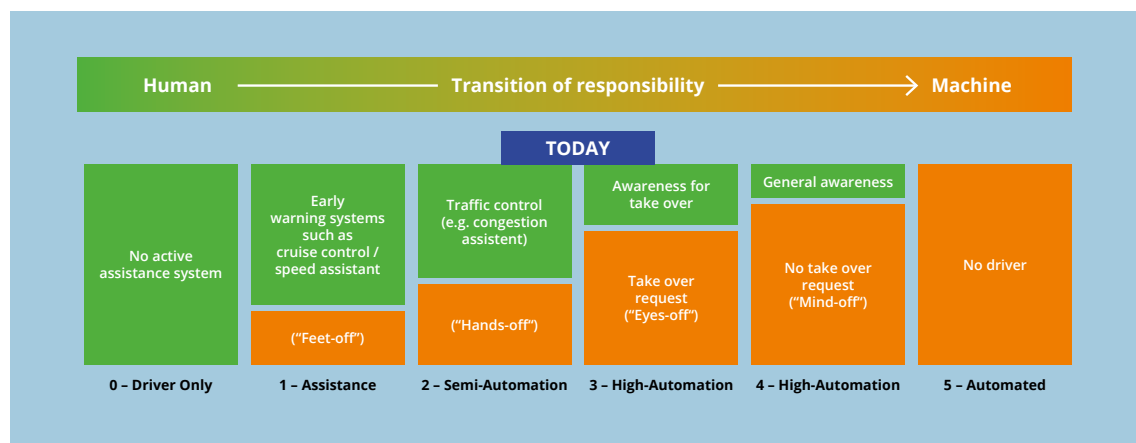 Human
Transition of responsibility
Machine
TODAY
No active
assistance system
Early
warning systems
such as
cruise control /
speed assistant
(“Feet-off”)
Traffic control
(e.g. congestion
assistent)
(“Hands-off”)
Awareness for
take over
Take over
request
(“Eyes-off”)
General awareness
No take over
request
(“Mind-off”)
No driver
0 – Driver Only
1 – Assistance
2 – Semi-Automation
3 – High-Automation
4 – High-Automation
5 – Automated